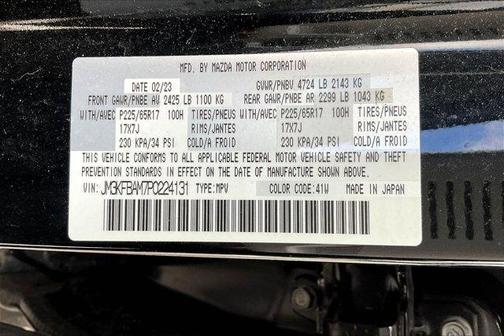 MFD. BY MAZDA MOTOR CORPORATION
DATE 02/23 GVWR/PNBV 4724 LB 2143 KG
FRONT GAWR/PNBE AV 2425 LB 1100 KG REAR GAWR/PNBE AR 2299 LB 1043 KG
WITH/AVEC P225/65R17 100H TIRES/PNEUS WITH/AVEC P225/65R17 100H TIRES/PNEUS
17X7J RIMS/JANTES 17X7J RIMS/JANTES
230 KPA/34 PSI COLD/A FROID 230 KPA/34 PSI COLD/A FROID
THIS VEHICLE CONFORMS TO ALL APPLICABLE FEDERAL MOTOR VEHICLE SAFETY AND THEFT
PREVENTION STANDARDS IN EFFECT ON THE DATE OF MANUFACTURE SHOWN ABOVE.
VIN: JM3KFBAM7P0224131 TYPE: MPV COLOR CODE: 41W MADE IN JAPAN